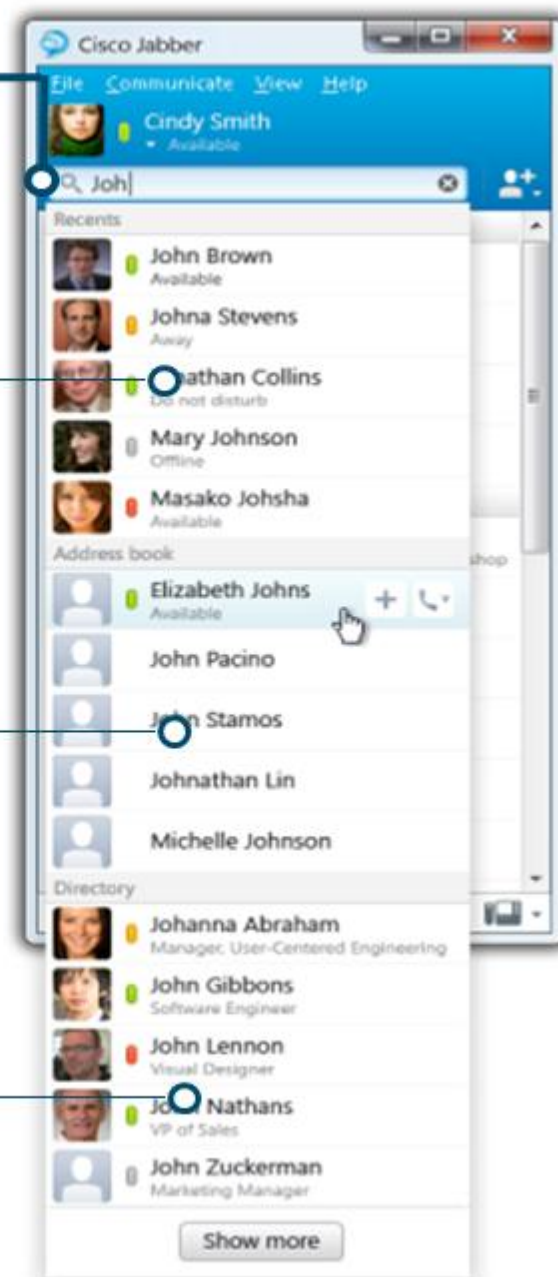 Cisco Jabber
File Communicate View Help
Cindy Smith
Available
Joh
Recents
John Brown
Available
Johna Stevens
Away
athan Collins
Do not disturb
Mary Johnson
Offline
Masako Johsha
Available
Address book
shop
Elizabeth Johns
Available
John Pacino
Stamos
Johnathan Lin
Michelle Johnson
Directory
Johanna Abraham
Manager, User-Centered Engineering
John Gibbons
Software Engineer
John Lennon
Visual Designer
Nathans
VP of Sales
John Zuckerman
Marketing Manager
Show more